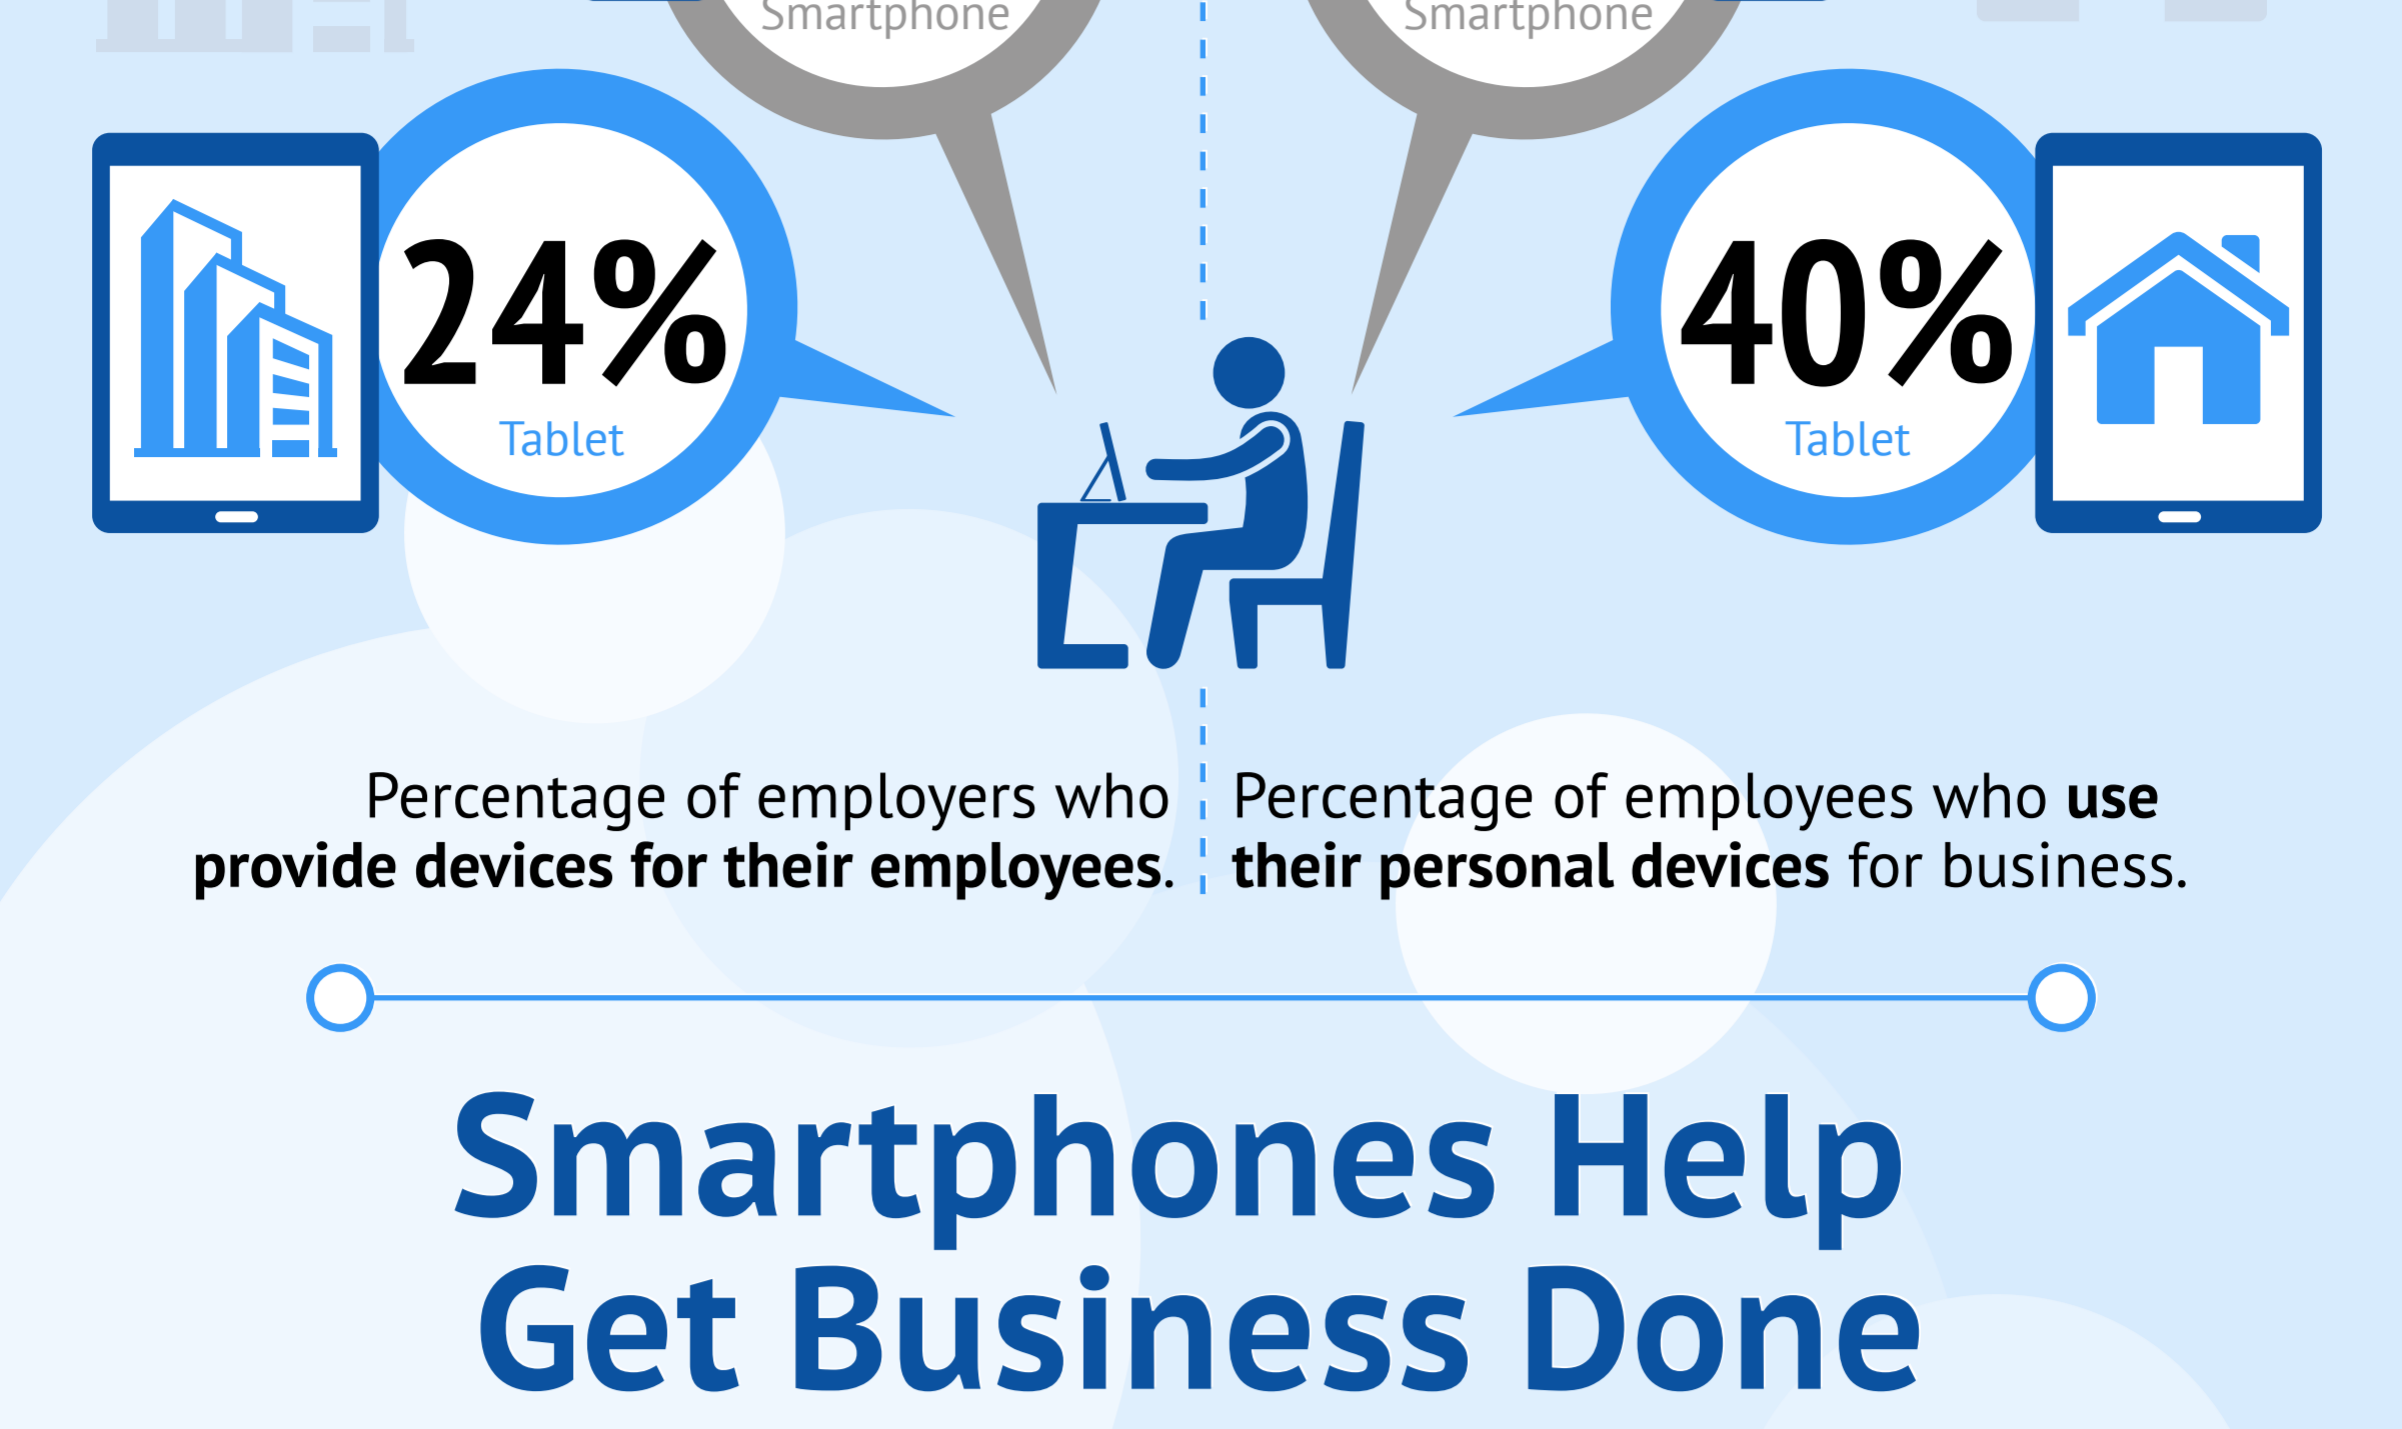 Smartphone
Smartphone
24%
Tablet
40%
Tablet
Percentage of employers who
provide devices for their employees.
Percentage of employees who use
their personal devices for business.
Smartphones Help
Get Business Done